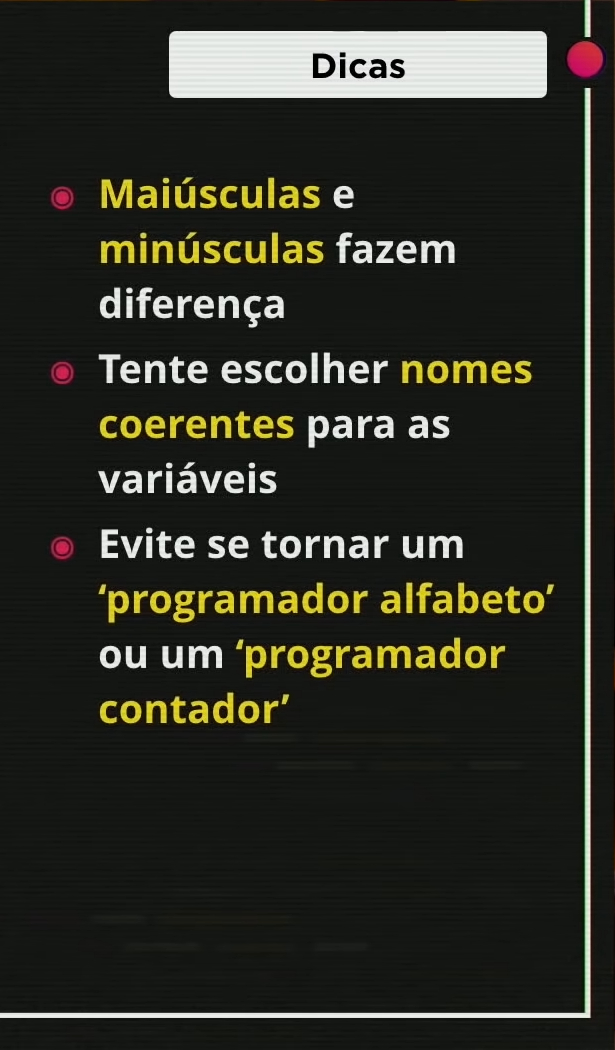 Dicas
Maiúsculas e
minúsculas fazem
diferença
Tente escolher nomes
coerentes para as
variáveis
Evite se tornar um
‘programador alfabeto’
ou um ‘programador
contador’